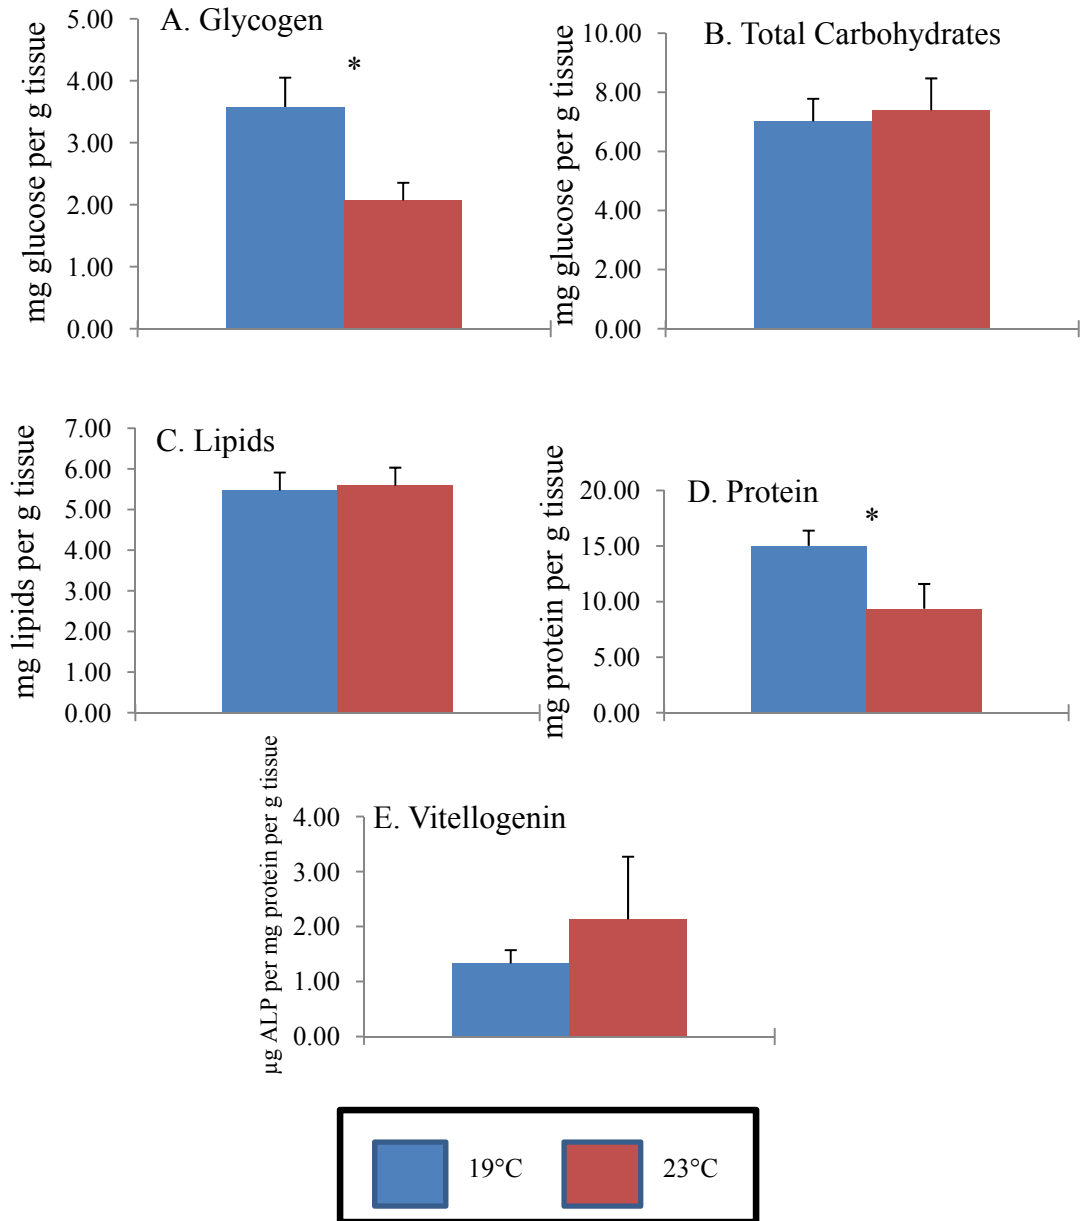 A. Glycogen
mg glucose per g tissue
5.00
4.00
3.00
2.00
1.00
0.00
*
B. Total Carbohydrates
mg glucose per g tissue
10.00
8.00
6.00
4.00
2.00
0.00
C. Lipids
mg lipids per g tissue
7.00
6.00
5.00
4.00
3.00
2.00
1.00
0.00
D. Protein
mg protein per g tissue
20.00
15.00
10.00
5.00
0.00
*
E. Vitellogenin
µg ALP per mg protein per g tissue
4.00
3.00
2.00
1.00
0.00
19°C
23°C